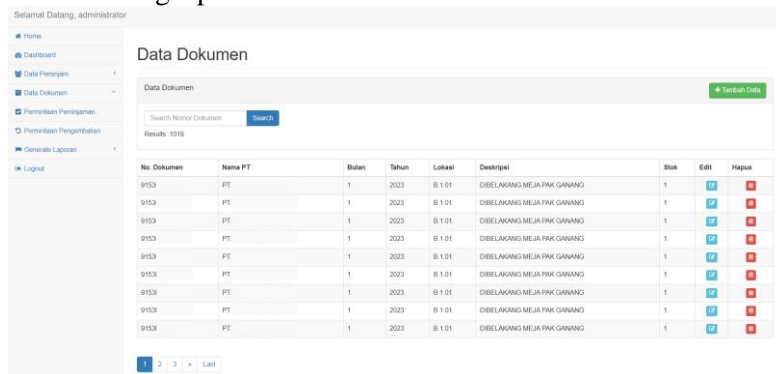 Selamat Datang, administrator
Home
Dashboard
Data Peminjam
Data Dokumen
Permintaan Peminjaman
Permintaan Pengembalian
Generate Laporan
Logout
Data Dokumen
Data Dokumen
+ Tambah Data
Search Nomor Dokumen Search
Results :1019
No. Dokumen Nama PT Bulan Tahun Lokasi Deskripsi Stok Edit Hapus
9153 PT. 1 2023 B.1.01 DIBELAKANG MEJA PAK GANANG 1
9153 PT. 1 2023 B.1.01 DIBELAKANG MEJA PAK GANANG 1
9153 PT. 1 2023 B.1.01 DIBELAKANG MEJA PAK GANANG 1
9153 PT. 1 2023 B.1.01 DIBELAKANG MEJA PAK GANANG 1
9153 PT. 1 2023 B.1.01 DIBELAKANG MEJA PAK GANANG 1
9153 PT. 1 2023 B.1.01 DIBELAKANG MEJA PAK GANANG 1
9153 PT. 1 2023 B.1.01 DIBELAKANG MEJA PAK GANANG 1
9153 PT. 1 2023 B.1.01 DIBELAKANG MEJA PAK GANANG 1
9153 PT. 1 2023 B.1.01 DIBELAKANG MEJA PAK GANANG 1
1 2 3 » Last